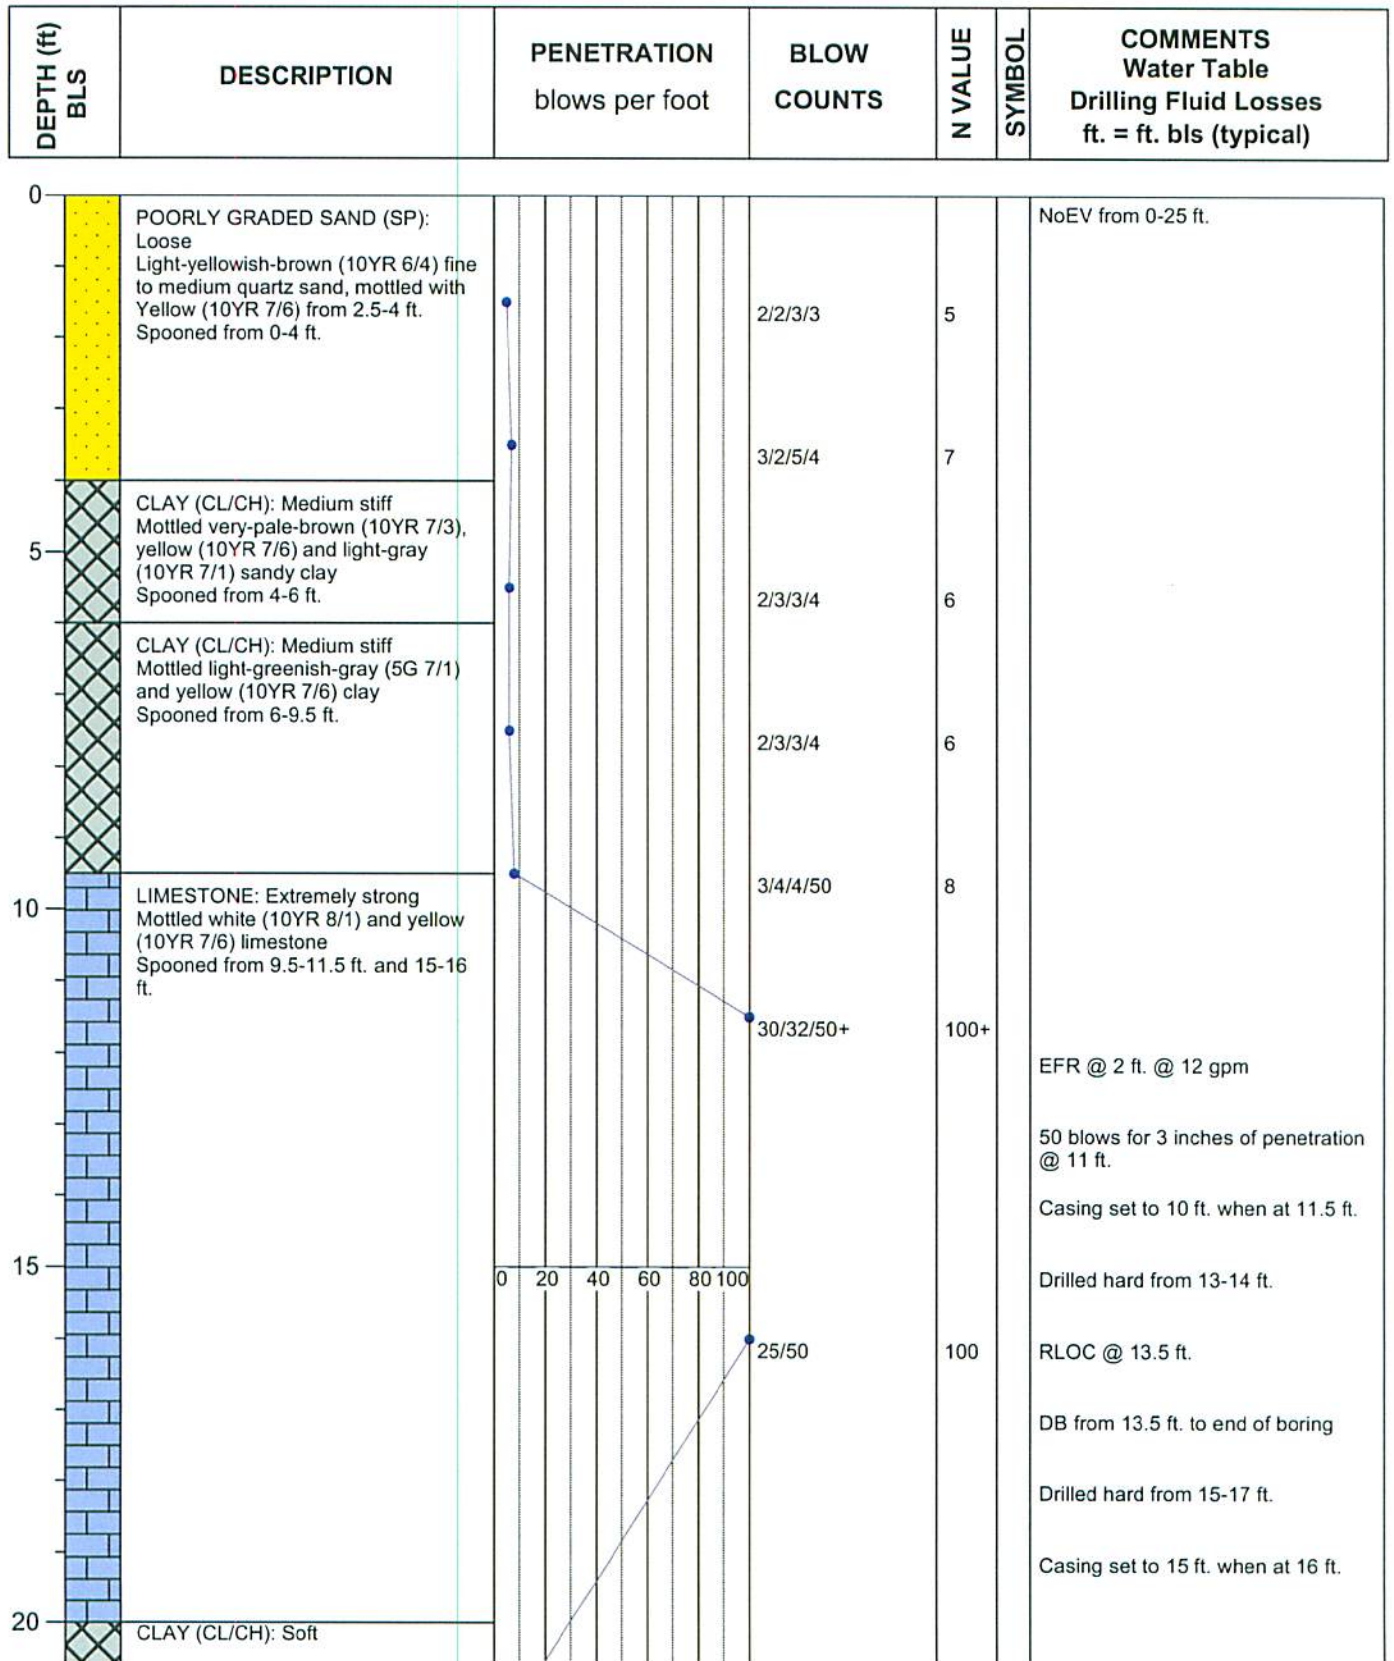 DEPTH (ft)
BLS
DESCRIPTION
PENETRATION
blows per foot
BLOW
COUNTS
N VALUE
SYMBOL
COMMENTS
Water Table
Drilling Fluid Losses
ft. = ft. bls (typical)
0
POORLY GRADED SAND (SP):
Loose
Light-yellowish-brown (10YR 6/4) fine
to medium quartz sand, mottled with
Yellow (10YR 7/6) from 2.5-4 ft.
Spooned from 0-4 ft.
NoEV from 0-25 ft.
2/2/3/3
5
3/2/5/4
7
CLAY (CL/CH): Medium stiff
Mottled very-pale-brown (10YR 7/3),
yellow (10YR 7/6) and light-gray
(10YR 7/1) sandy clay
Spooned from 4-6 ft.
5
2/3/3/4
6
CLAY (CL/CH): Medium stiff
Mottled light-greenish-gray (5G 7/1)
and yellow (10YR 7/6) clay
Spooned from 6-9.5 ft.
2/3/3/4
6
3/4/4/50
8
10
LIMESTONE: Extremely strong
Mottled white (10YR 8/1) and yellow
(10YR 7/6) limestone
Spooned from 9.5-11.5 ft. and 15-16
ft.
30/32/50+
100+
EFR @ 2 ft. @ 12 gpm
50 blows for 3 inches of penetration
@ 11 ft.
Casing set to 10 ft. when at 11.5 ft.
15
0 20 40 60 80 100
Drilled hard from 13-14 ft.
25/50
100
RLOC @ 13.5 ft.
DB from 13.5 ft. to end of boring
Drilled hard from 15-17 ft.
Casing set to 15 ft. when at 16 ft.
20
CLAY (CL/CH): Soft